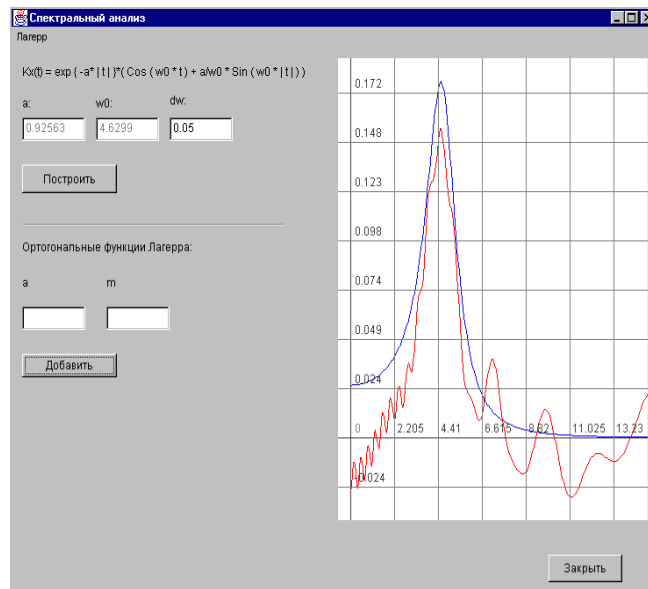 Спектральный анализ
Лагерр
Kx(t) = exp { -a* | t | }*( Cos ( w0 * t ) + a/w0 * Sin ( w0 * | t | ) )
a: w0: dw:
0.92563 4.6299 0.05
Построить
Ортогональные функции Лагерра:
a m
Добавить
0.172
0.148
0.123
0.098
0.074
0.049
0.024
0 2.205 4.41 6.615 8.82 11.025 13.23
-0.024
Закрыть